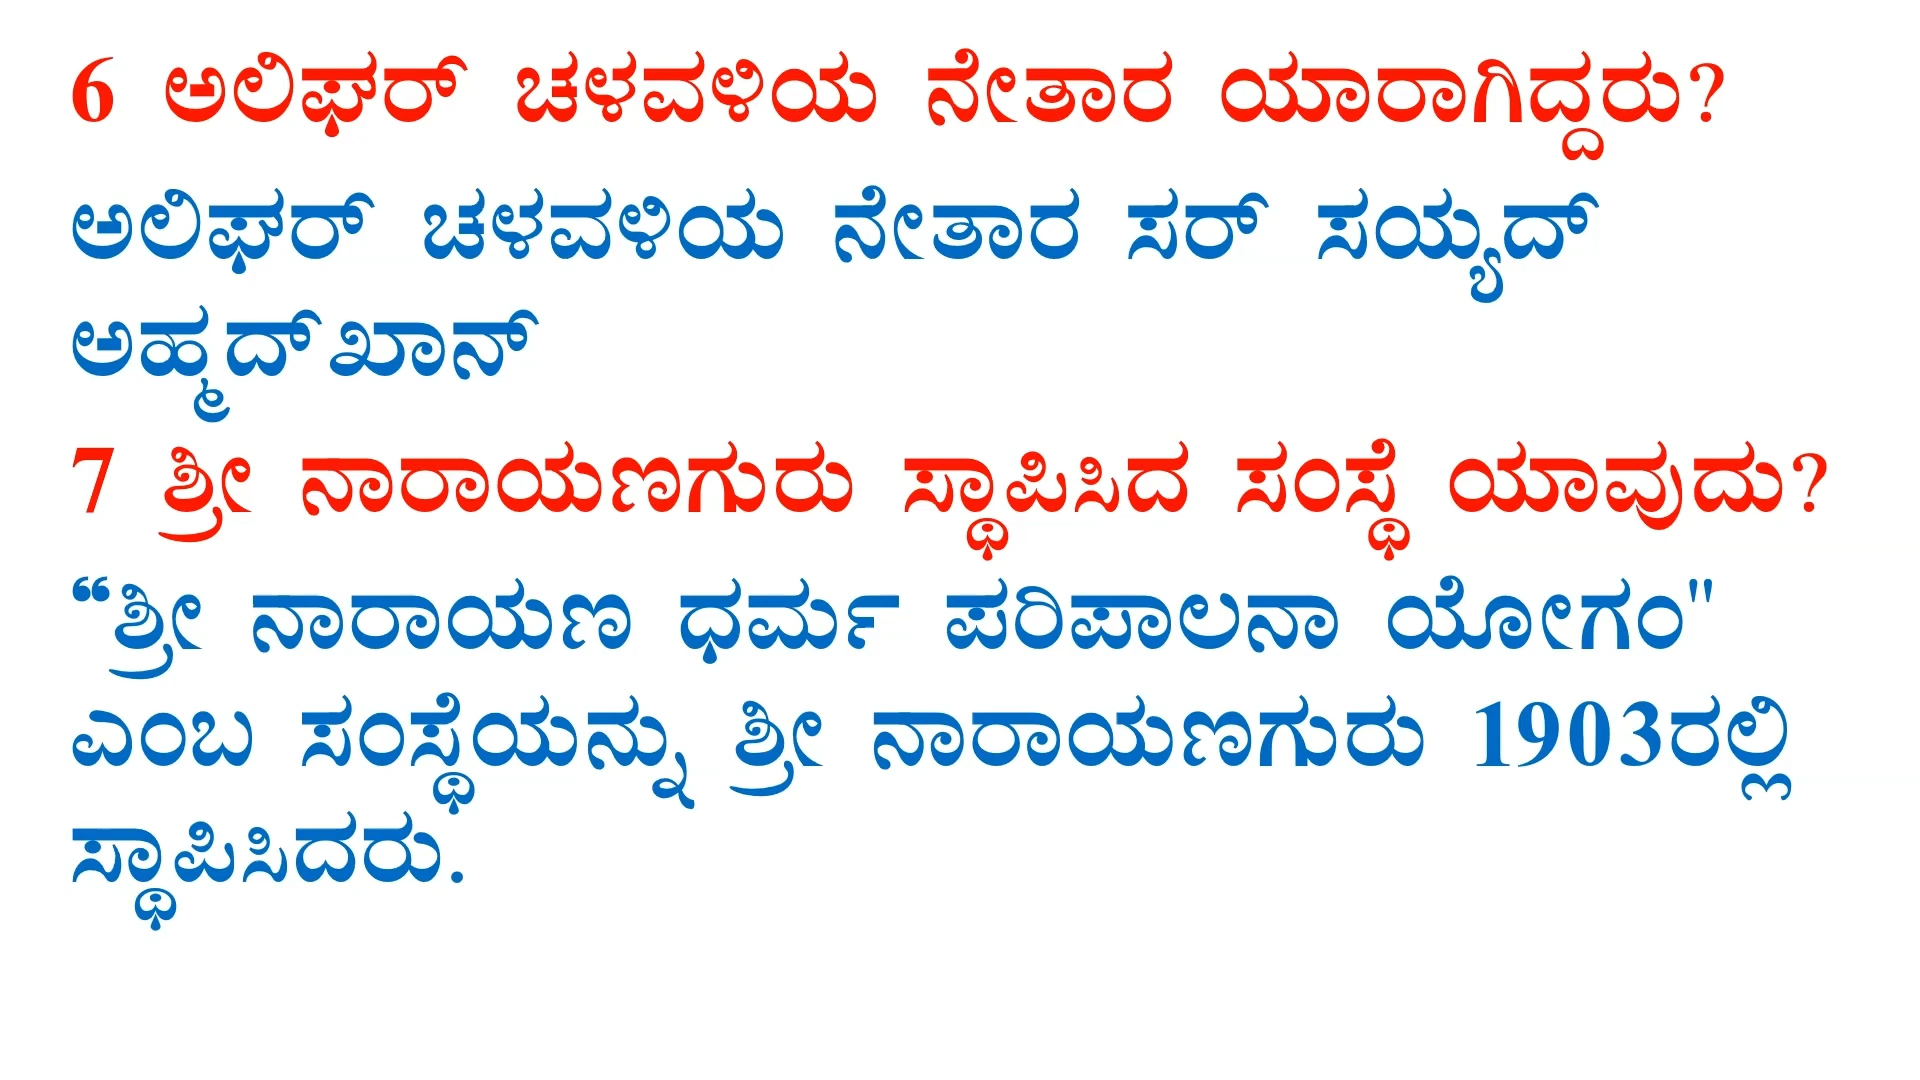 6 ಅಲಿಘರ್ ಚಳವಳಿಯ ನೇತಾರ ಯಾರಾಗಿದ್ದರು?
ಅಲಿಘರ್ ಚಳವಳಿಯ ನೇತಾರ ಸರ್ ಸಯ್ಯದ್
ಅಹ್ಮದ್ ಖಾನ್
7 ಶ್ರೀ ನಾರಾಯಣಗುರು ಸ್ಥಾಪಿಸಿದ ಸಂಸ್ಥೆ ಯಾವುದು?
“ಶ್ರೀ ನಾರಾಯಣ ಧರ್ಮ ಪರಿಪಾಲನಾ ಯೋಗಂ"
ಎಂಬ ಸಂಸ್ಥೆಯನ್ನು ಶ್ರೀ ನಾರಾಯಣಗುರು 1903ರಲ್ಲಿ
ಸ್ಥಾಪಿಸಿದರು.